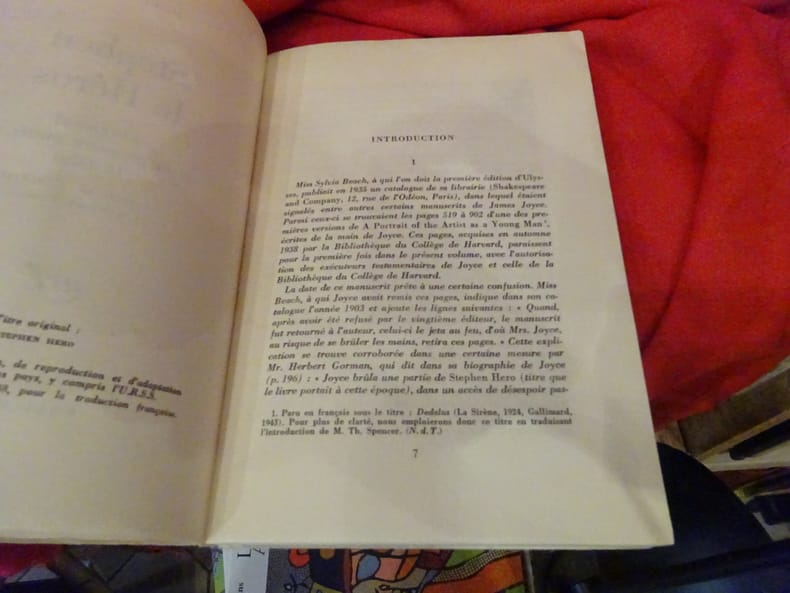 Titre original :
STEPHEN HERO
de reproduction et d'adaptation
pays, y compris l'U.R.S.S.
pour la traduction française.
INTRODUCTION
I
Miss Sylvia Beach, à qui l'on doit la première édition d'Ulys-
ses, publiait en 1935 un catalogue de sa librairie (Shakespeare
and Company, 12, rue de l'Odéon, Paris), dans lequel étaient
signalés entre autres certains manuscrits de James Joyce.
Parmi ceux-ci se trouvaient les pages 519 à 902 d'une des pre-
mières versions de A Portrait of the Artist as a Young Man¹,
écrites de la main de Joyce. Ces pages, acquises en automne
1938 par la Bibliothèque du Collège de Harvard, paraissent
pour la première fois dans le présent volume, avec l'autorisa-
tion des exécuteurs testamentaires de Joyce et celle de la
Bibliothèque du Collège de Harvard.
La date de ce manuscrit prête à une certaine confusion. Miss
Beach, à qui Joyce avait remis ces pages, indique dans son ca-
talogue l'année 1903 et ajoute les lignes suivantes : « Quand,
après avoir été refusé par le vingtième éditeur, le manuscrit
fut retourné à l'auteur, celui-ci le jeta au feu, d'où Mrs. Joyce,
au risque de se brûler les mains, retira ces pages. » Cette expli-
cation se trouve corroborée dans une certaine mesure par
Mr. Herbert Gorman, qui dit dans sa biographie de Joyce
(p. 196) : « Joyce brûla une partie de Stephen Hero (titre que
le livre portait à cette époque), dans un accès de désespoir pas-
1. Paru en français sous le titre : Dedalus (La Sirène, 1924, Gallimard,
1943). Pour plus de clarté, nous emploierons donc ce titre en traduisant
l'introduction de M. Th. Spencer. (N. d. T.)
7